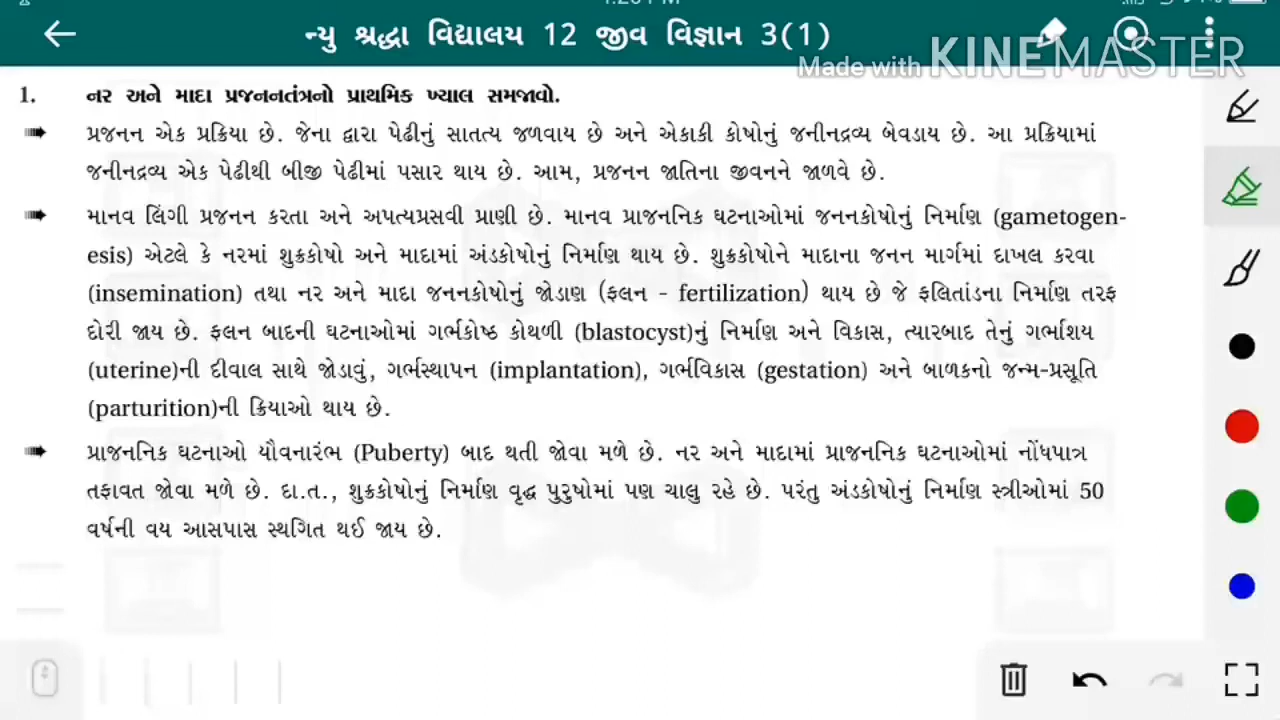 ન્યુ શ્રદ્ધા વિદ્યાલય 12 જીવ વિજ્ઞાન 3(1)
Made with KINEMASTER
1. નર અને માદા પ્રજનનતંત્રનો પ્રાથમિક ખ્યાલ સમજાવો.
➠ પ્રજનન એક પ્રક્રિયા છે. જેના દ્વારા પેઢીનું સાતત્ય જળવાય છે અને એકાકી કોષોનું જનીનદ્રવ્ય બેવડાય છે. આ પ્રક્રિયામાં
જનીનદ્રવ્ય એક પેઢીથી બીજી પેઢીમાં પસાર થાય છે. આમ, પ્રજનન જાતિના જીવનને જાળવે છે.
➠ માનવ લિંગી પ્રજનન કરતા અને અપત્યપ્રસવી પ્રાણી છે. માનવ પ્રાજનનિક ઘટનાઓમાં જનનકોષોનું નિર્માણ (gametogen-
esis) એટલે કે નરમાં શુક્રકોષો અને માદામાં અંડકોષોનું નિર્માણ થાય છે. શુક્રકોષોને માદાના જનન માર્ગમાં દાખલ કરવા
(insemination) તથા નર અને માદા જનનકોષોનું જોડાણ (ફલન - fertilization) થાય છે જે ફલિતાંડના નિર્માણ તરફ
દોરી જાય છે. ફલન બાદની ઘટનાઓમાં ગર્ભકોષ્ઠ કોથળી (blastocyst)નું નિર્માણ અને વિકાસ, ત્યારબાદ તેનું ગર્ભાશય
(uterine)ની દીવાલ સાથે જોડાવું, ગર્ભસ્થાપન (implantation), ગર્ભવિકાસ (gestation) અને બાળકનો જન્મ-પ્રસૂતિ
(parturition)ની ક્રિયાઓ થાય છે.
➠ પ્રાજનનિક ઘટનાઓ યૌવનારંભ (Puberty) બાદ થતી જોવા મળે છે. નર અને માદામાં પ્રાજનનિક ઘટનાઓમાં નોંધપાત્ર
તફાવત જોવા મળે છે. દા.ત., શુક્રકોષોનું નિર્માણ વૃદ્ધ પુરુષોમાં પણ ચાલુ રહે છે. પરંતુ અંડકોષોનું નિર્માણ સ્ત્રીઓમાં 50
વર્ષની વય આસપાસ સ્થગિત થઈ જાય છે.